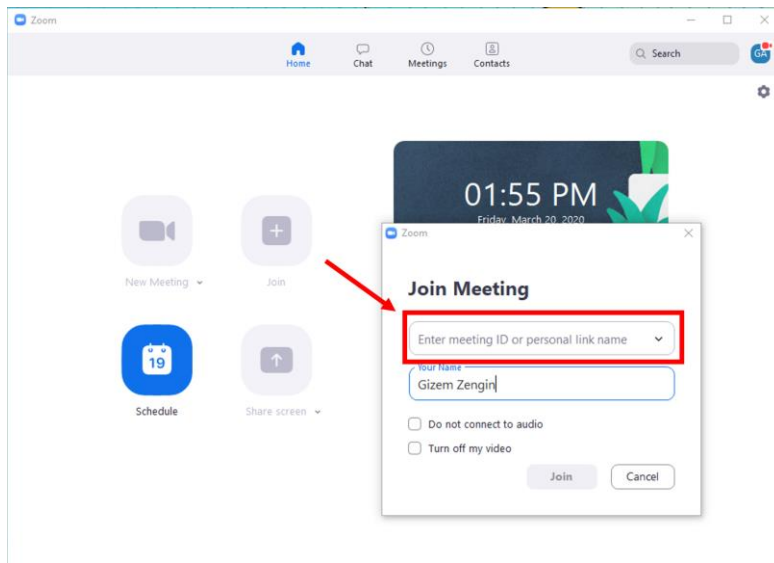 Zoom
Home
Chat
Meetings
Contacts
Search
GA
01:55 PM
Friday, March 20, 2020
New Meeting
Join
19
Schedule
Share screen
Zoom
Join Meeting
Enter meeting ID or personal link name
Your Name
Gizem Zengin
Do not connect to audio
Turn off my video
Join
Cancel